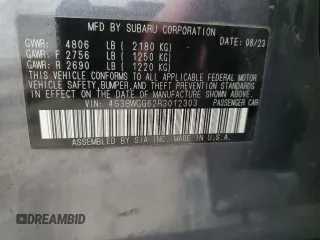 MFD. BY SUBARU CORPORATION 08/23
GVWR: 4806 LB ( 2180 KG)
GAWR: F 2756 LB ( 1250 KG)
GAWR: B 2690 LB ( 1220 KG)
THIS VEHICLE CONFORMS TO ALL APPLICABLE FEDERAL MOTOR
VEHICLE SAFETY, BUMPER, AND THEFT PREVENTION STANDARDS
IN EFFECT ON THE DATE OF MANUFACTURE SHOWN ABOVE.
VIN: 4S3BWGG62R3012303 PASSENGER CAR
ASSEMBLED BY SIA INC. MADE IN U.S.A.
DREAMBID